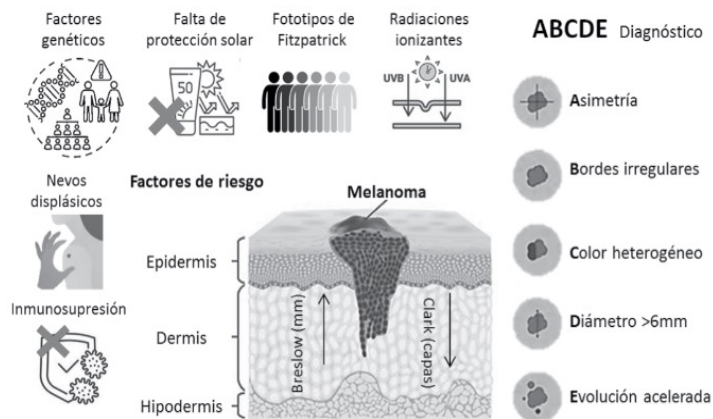 Factores
genéticos
Falta de
protección solar
50
Fototipos de
Fitzpatrick
Radiaciones
ionizantes
UVB
UVA
Nevos
displásicos
Inmunosupresión
Factores de riesgo
Melanoma
Epidermis
Dermis
Hipodermis
Breslow (mm)
Clark (capas)
ABCDE Diagnóstico
Asimetría
Bordes irregulares
Color heterogéneo
Diámetro >6mm
Evolución acelerada